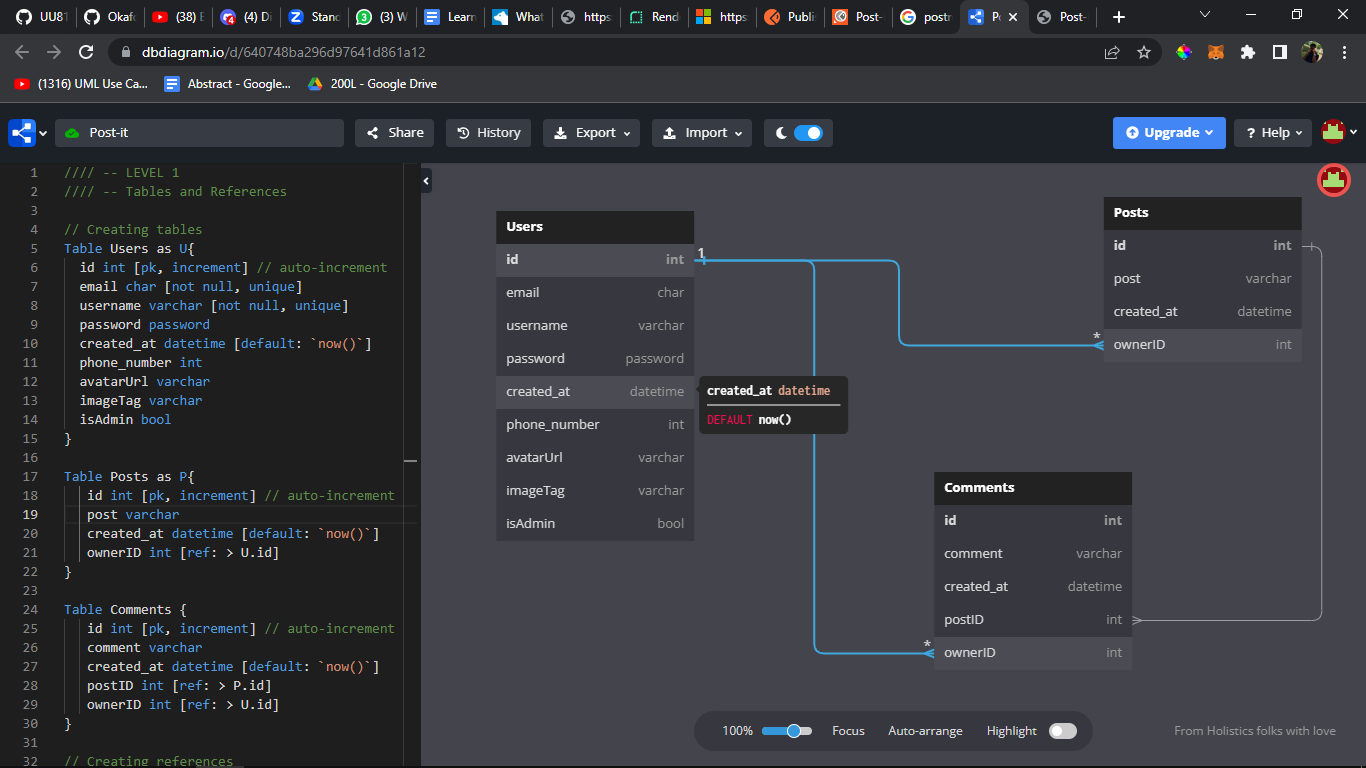 UU81
Okafo
(38) E
(4) Di
Stand
(3) W
Learn
What
https
Rende
https
Public
Post-
postm
Po
Post-
dbdiagram.io/d/640748ba296d97641d861a12
(1316) UML Use Ca...
Abstract - Google...
200L - Google Drive
Post-it
Share
History
Export
Import
Upgrade
? Help
1 //// -- LEVEL 1
2 //// -- Tables and References
3
4 // Creating tables
5 Table Users as U{
6 id int [pk, increment] // auto-increment
7 email char [not null, unique]
8 username varchar [not null, unique]
9 password password
10 created_at datetime [default: `now()`]
11 phone_number int
12 avatarUrl varchar
13 imageTag varchar
14 isAdmin bool
15 }
16
17 Table Posts as P{
18 id int [pk, increment] // auto-increment
19 post varchar
20 created_at datetime [default: `now()`]
21 ownerID int [ref: > U.id]
22 }
23
24 Table Comments {
25 id int [pk, increment] // auto-increment
26 comment varchar
27 created_at datetime [default: `now()`]
28 postID int [ref: > P.id]
29 ownerID int [ref: > U.id]
30 }
31
32 // Creating references
Users
id int
email char
username varchar
password password
created_at datetime
phone_number int
avatarUrl varchar
imageTag varchar
isAdmin bool
1
*
*
created_at datetime
DEFAULT now()
Posts
id int
post varchar
created_at datetime
ownerID int
Comments
id int
comment varchar
created_at datetime
postID int
ownerID int
100%
Focus
Auto-arrange
Highlight
From Holistics folks with love